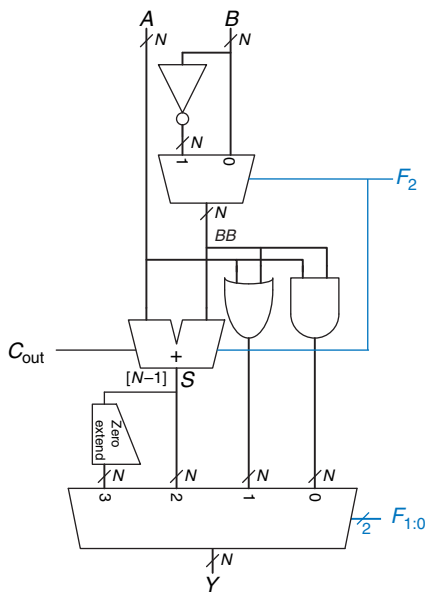 A B
N N
N
1 0
F2
N
BB
Cout
+
[N–1] S
Zero extend
N N N N
3 2 1 0
2 F1:0
N
Y